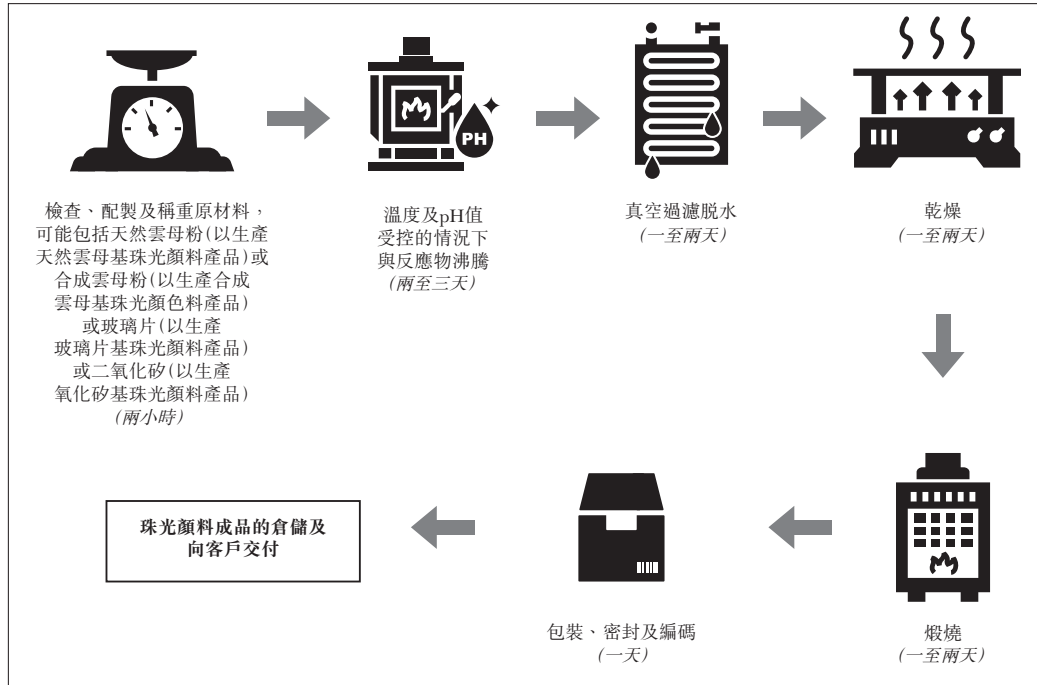 PH
檢查、配製及稱重原材料，
可能包括天然雲母粉(以生產
天然雲母基珠光顏料產品)或
合成雲母粉(以生產合成
雲母基珠光顏色料產品)
或玻璃片(以生產
玻璃片基珠光顏料產品)
或二氧化矽(以生產
氧化矽基珠光顏料產品)
(兩小時)
溫度及pH值
受控的情況下
與反應物沸騰
(兩至三天)
真空過濾脱水
(一至兩天)
乾燥
(一至兩天)
煅燒
(一至兩天)
包裝、密封及編碼
(一天)
珠光顏料成品的倉儲及
向客戶交付